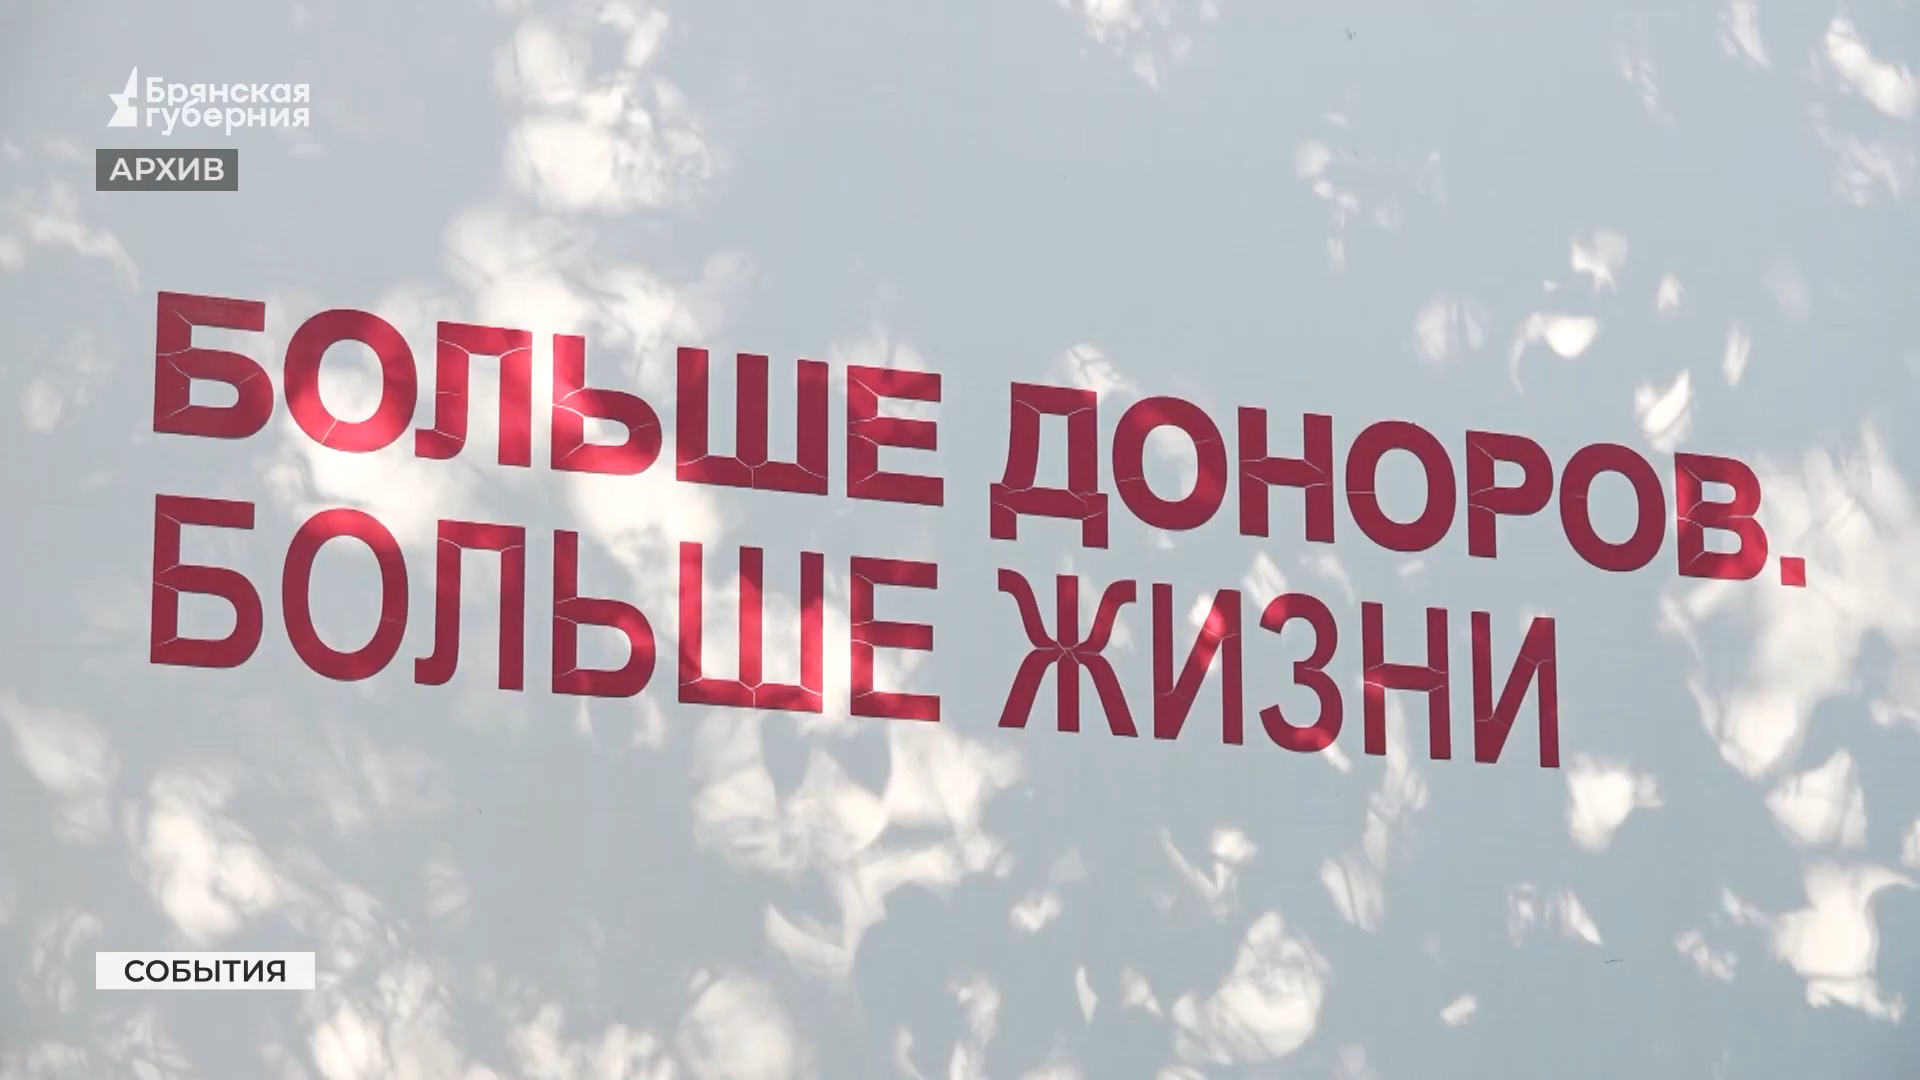 Брянская
губерния
АРХИВ
БОЛЬШЕ ДОНОРОВ.
БОЛЬШЕ ЖИЗНИ
СОБЫТИЯ